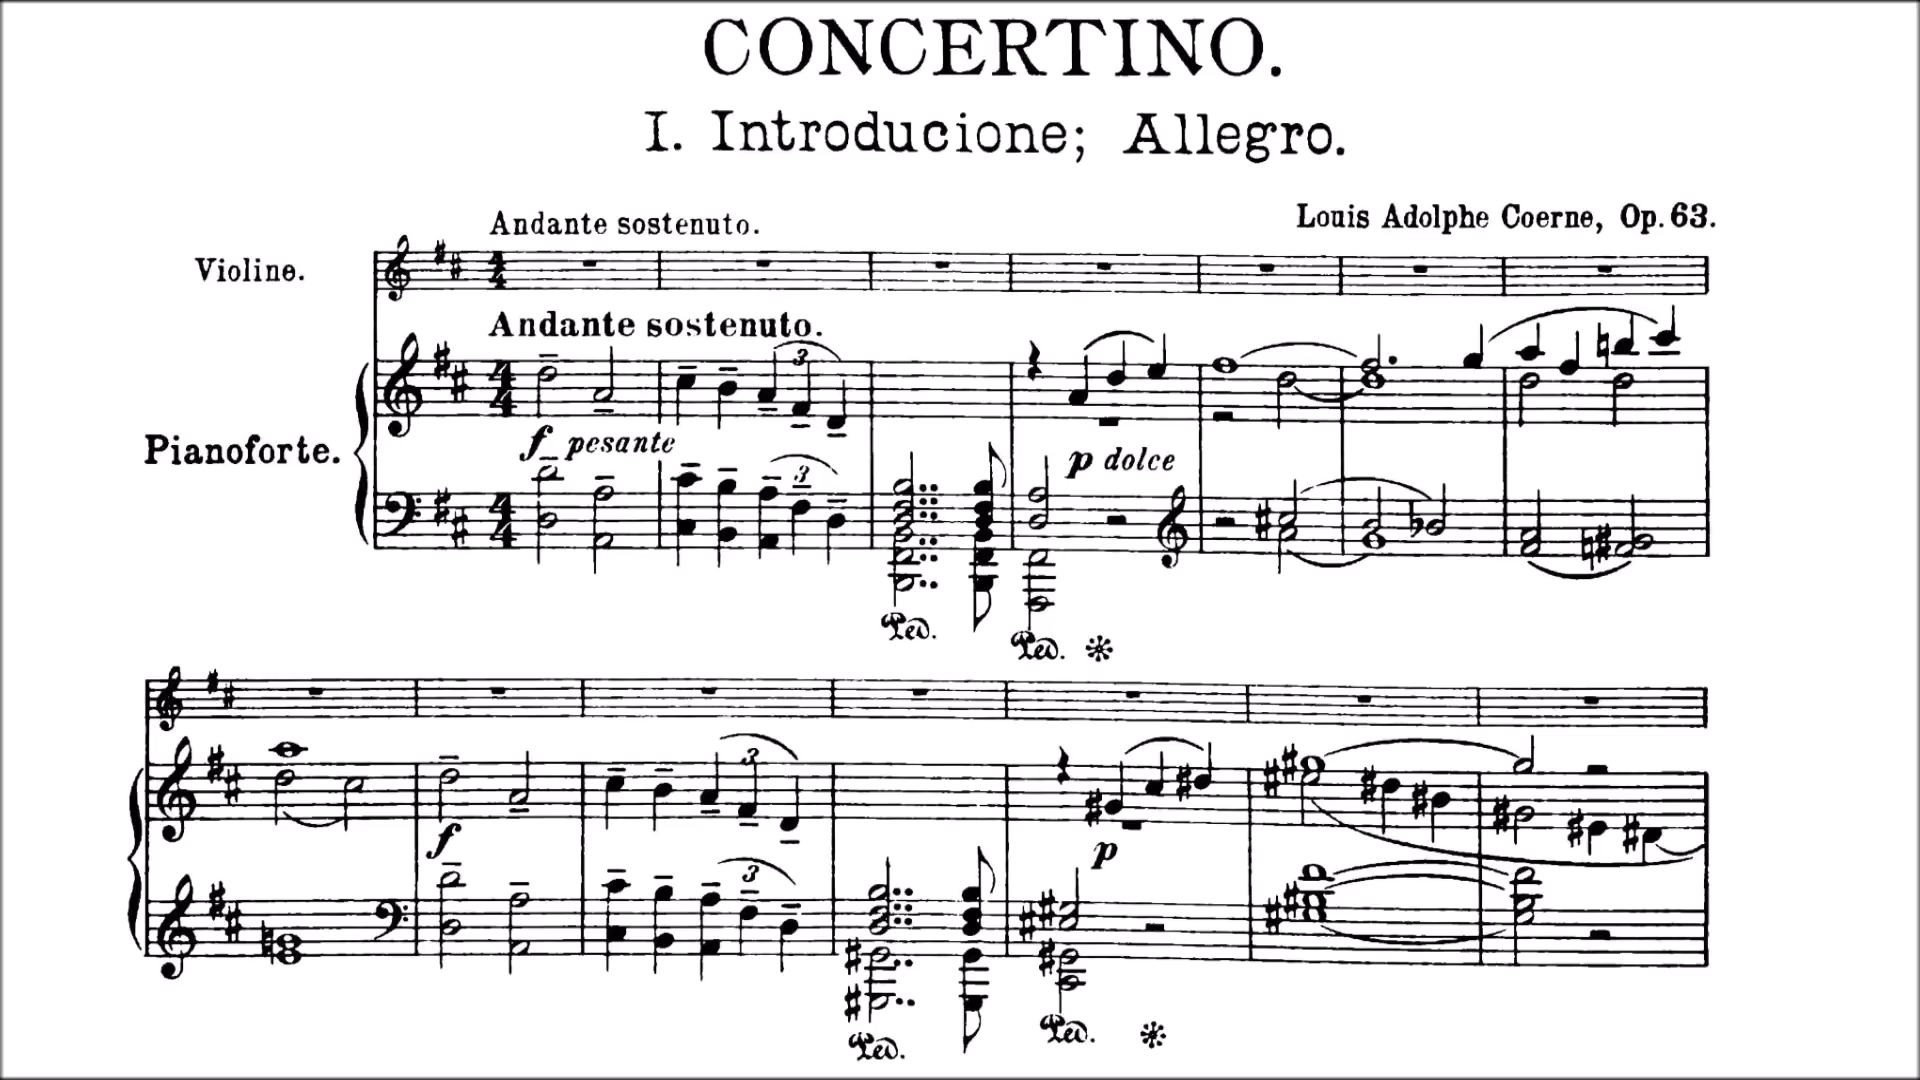 CONCERTINO.
I. Introducione; Allegro.
Louis Adolphe Coerne, Op. 63.
Andante sostenuto.
Violine.
Andante sostenuto.
Pianoforte.
3
f pesante
p dolce
3
Ped.
Ped.
3
f
p
3
Ped.
Ped.